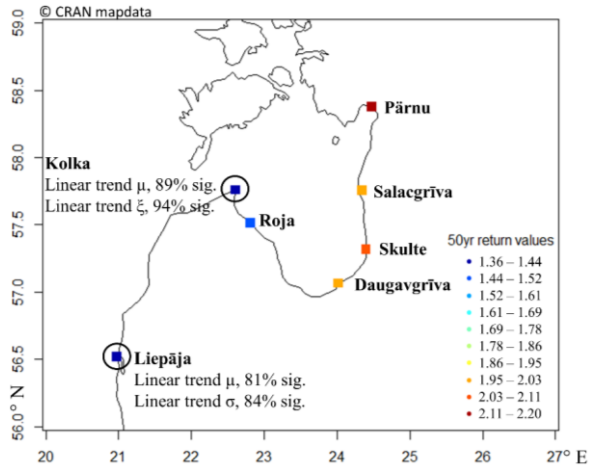 © CRAN mapdata
59.0
58.5
58.0
57.5
57.0
56.5
56.0° N
Pärnu
Kolka
Linear trend μ, 89% sig.
Linear trend ξ, 94% sig.
Salacgrīva
Roja
Skulte
Daugavgrīva
Liepāja
Linear trend μ, 81% sig.
Linear trend σ, 84% sig.
50yr return values
1.36 – 1.44
1.44 – 1.52
1.52 – 1.61
1.61 – 1.69
1.69 – 1.78
1.78 – 1.86
1.86 – 1.95
1.95 – 2.03
2.03 – 2.11
2.11 – 2.20
20 21 22 23 24 25 26 27° E